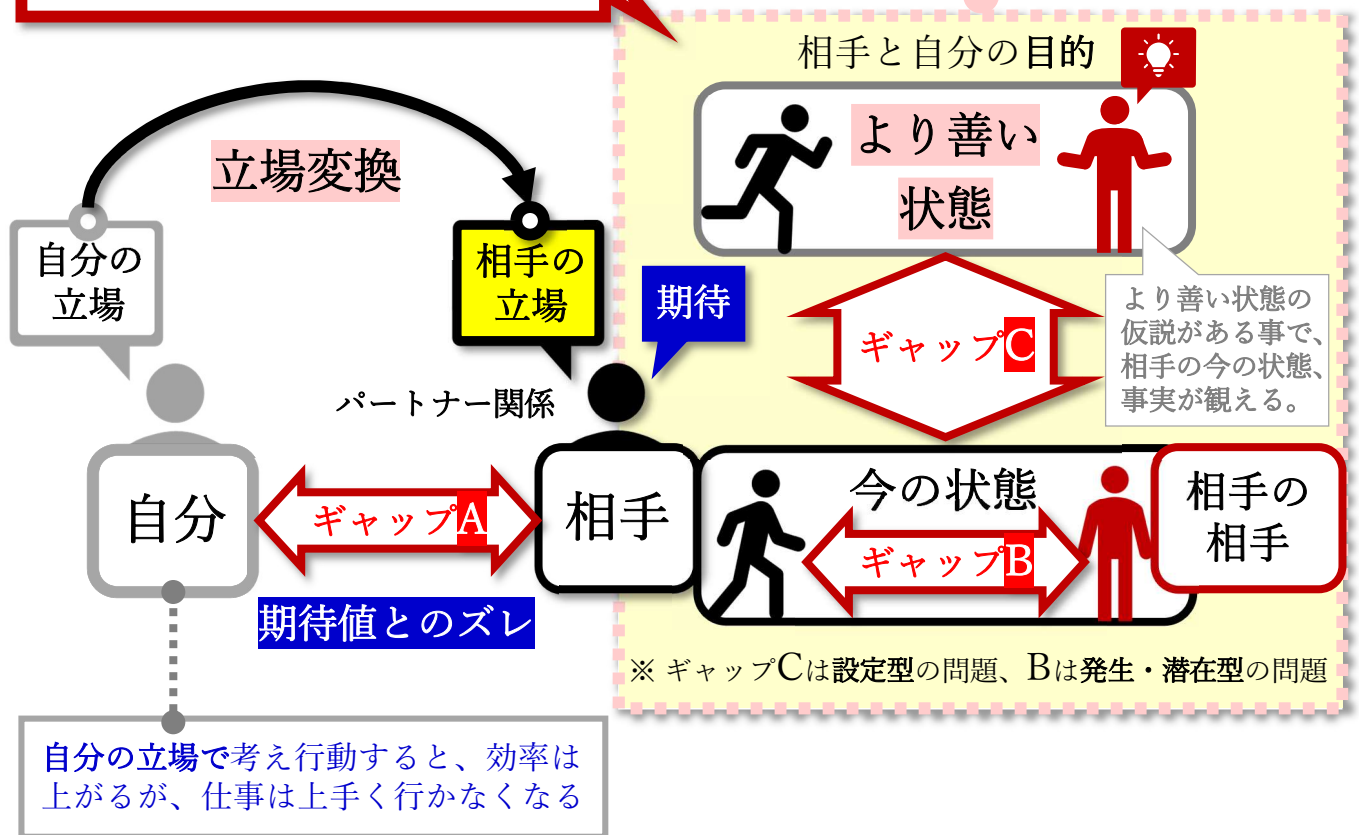 相手と自分の目的
より善い
状態
立場変換
自分の
立場
相手の
立場
期待
ギャップC
より善い状態の
仮説がある事で、
相手の今の状態、
事実が観える。
パートナー関係
自分
ギャップA
相手
今の状態
ギャップB
相手の
相手
期待値とのズレ
※ ギャップCは設定型の問題、Bは発生・潜在型の問題
自分の立場で考え行動すると、効率は
上がるが、仕事は上手く行かなくなる